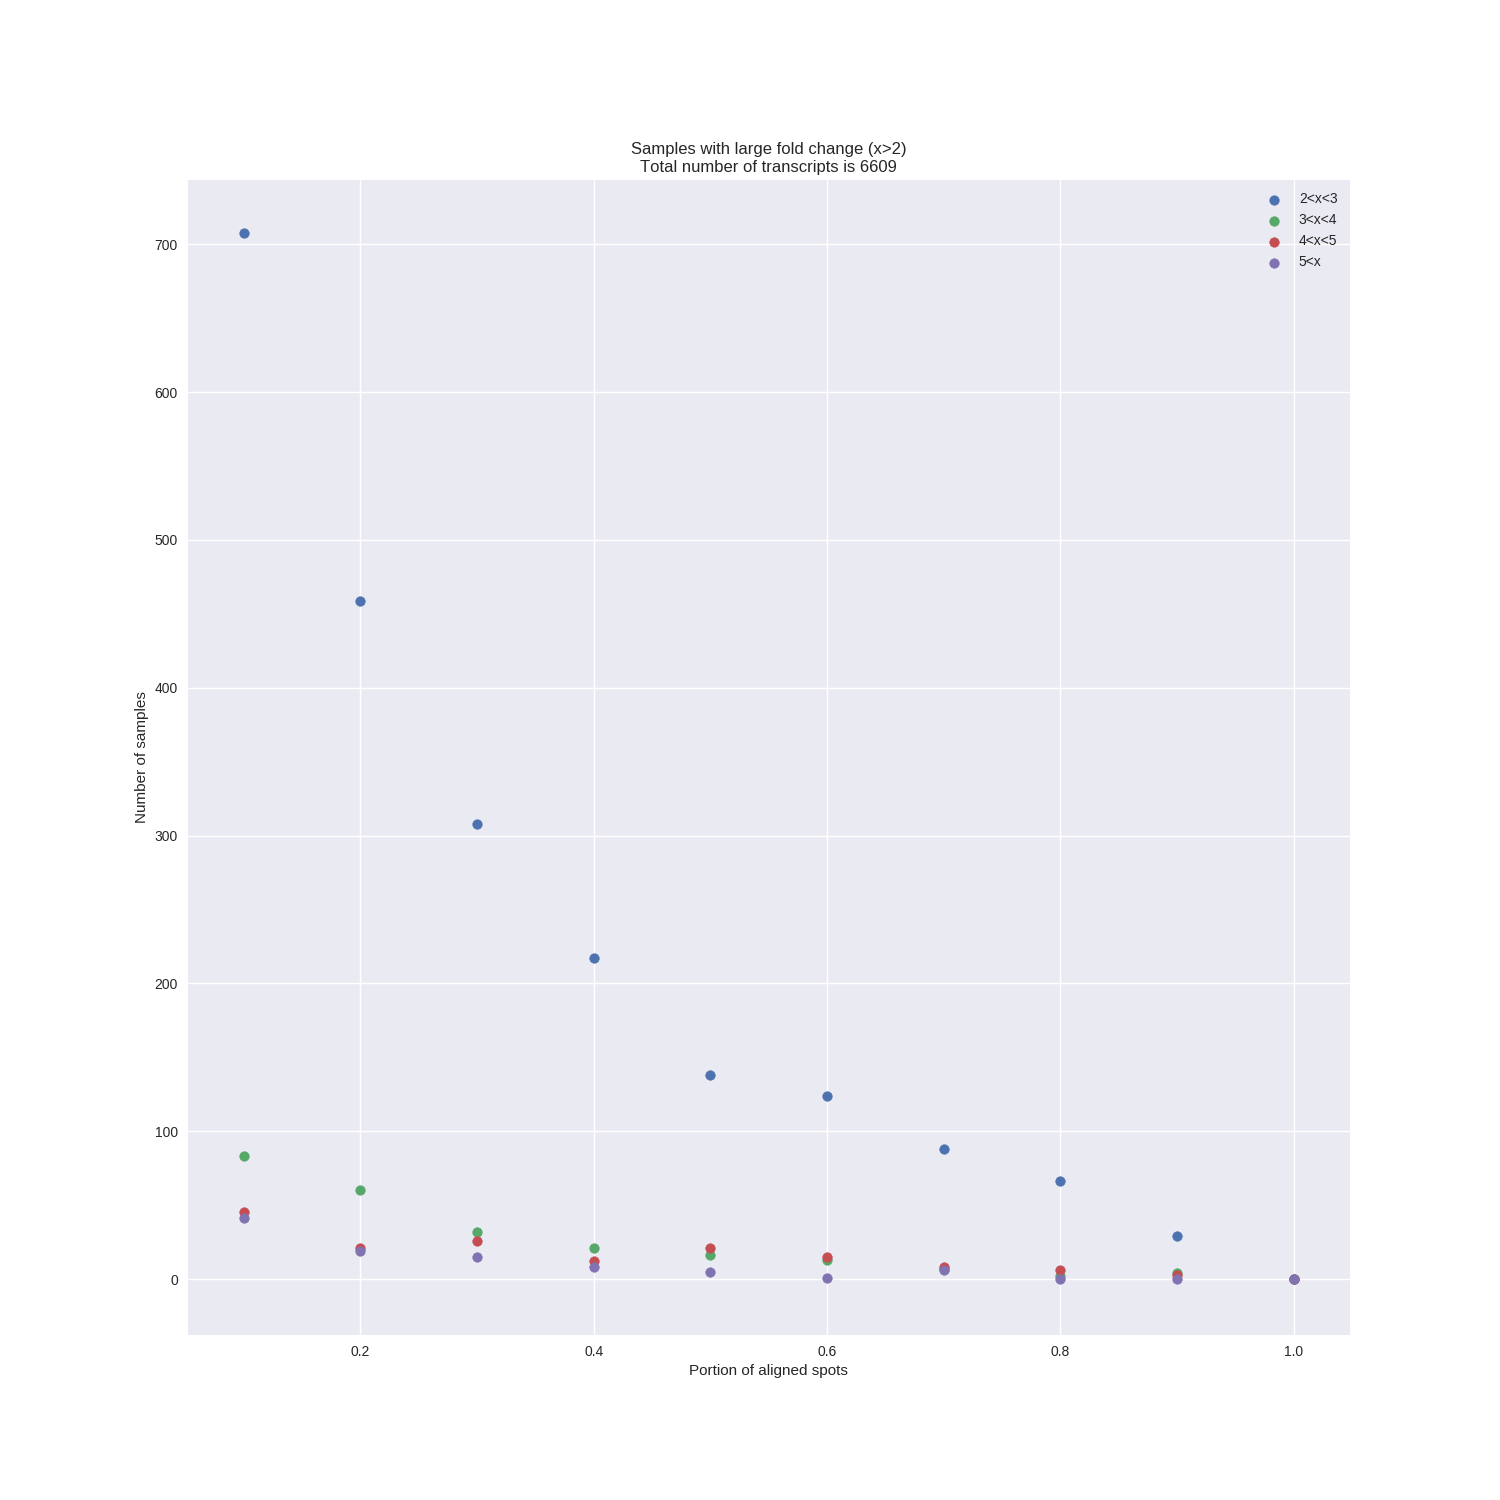 Samples with large fold change (x>2)
Total number of transcripts is 6609
2<x<3
3<x<4
4<x<5
5<x
700
600
500
400
300
200
100
0
Number of samples
0.2
0.4
0.6
0.8
1.0
Portion of aligned spots